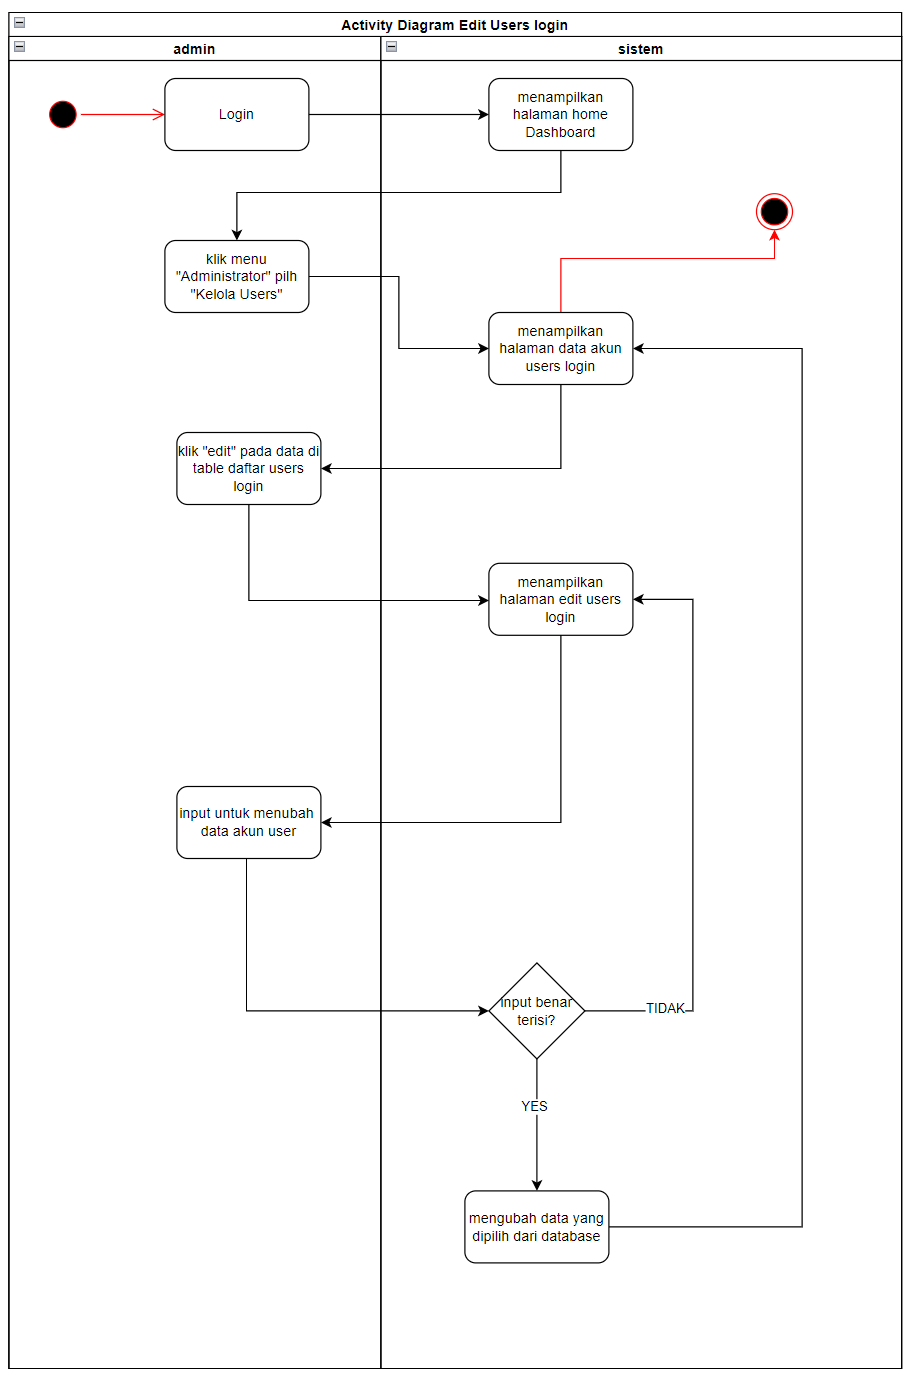 Activity Diagram Edit Users login
admin
sistem
Login
menampilkan
halaman home
Dashboard
klik menu
"Administrator" pilh
"Kelola Users"
menampilkan
halaman data akun
users login
klik "edit" pada data di
table daftar users
login
menampilkan
halaman edit users
login
input untuk menubah
data akun user
input benar
terisi?
TIDAK
YES
mengubah data yang
dipilih dari database